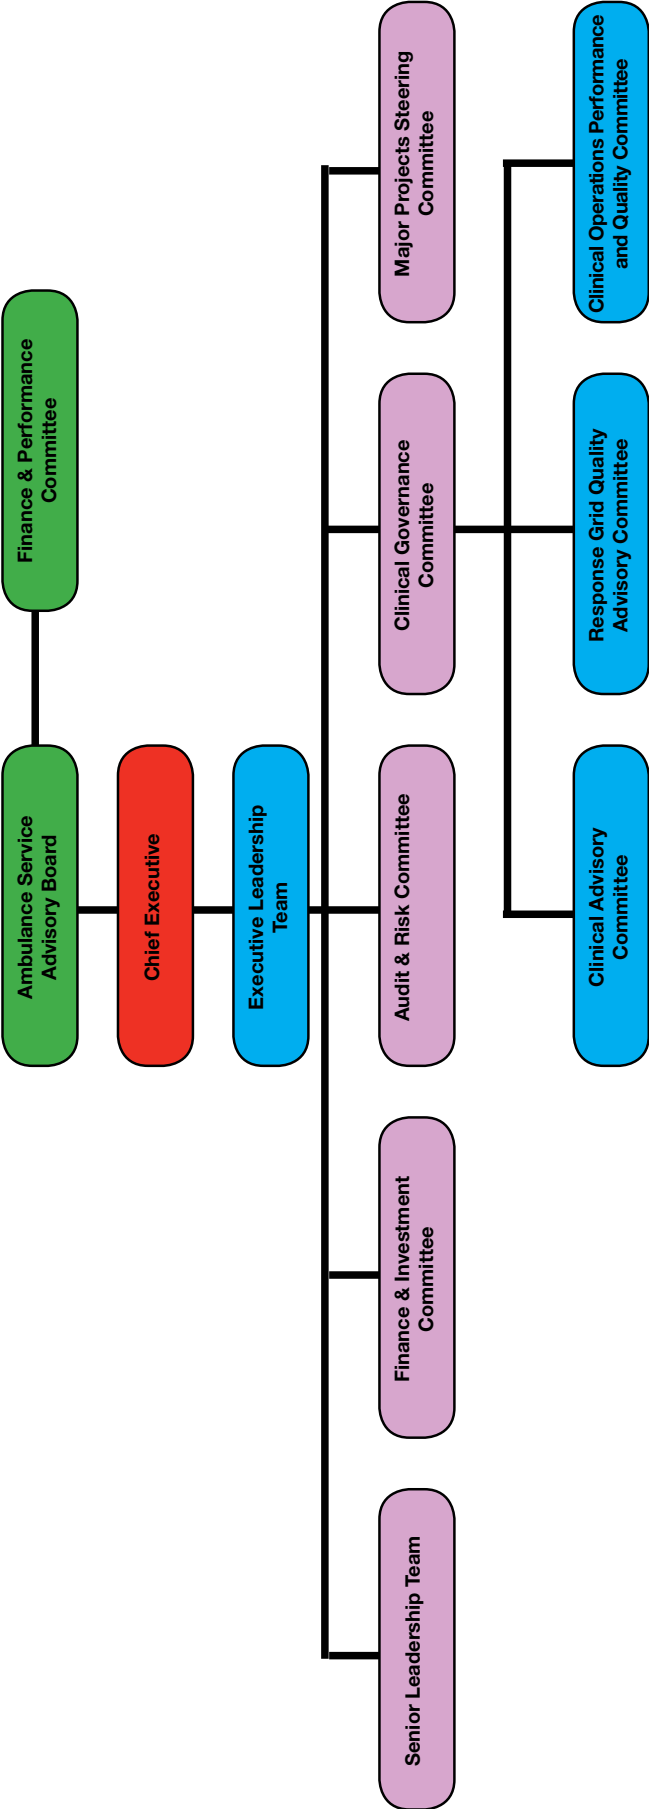 Ambulance Service
Advisory Board
Finance & Performance
Committee
Chief Executive
Executive Leadership
Team
Senior Leadership Team
Finance & Investment
Committee
Audit & Risk Committee
Clinical Governance
Committee
Major Projects Steering
Committee
Clinical Advisory
Committee
Response Grid Quality
Advisory Committee
Clinical Operations Performance
and Quality Committee